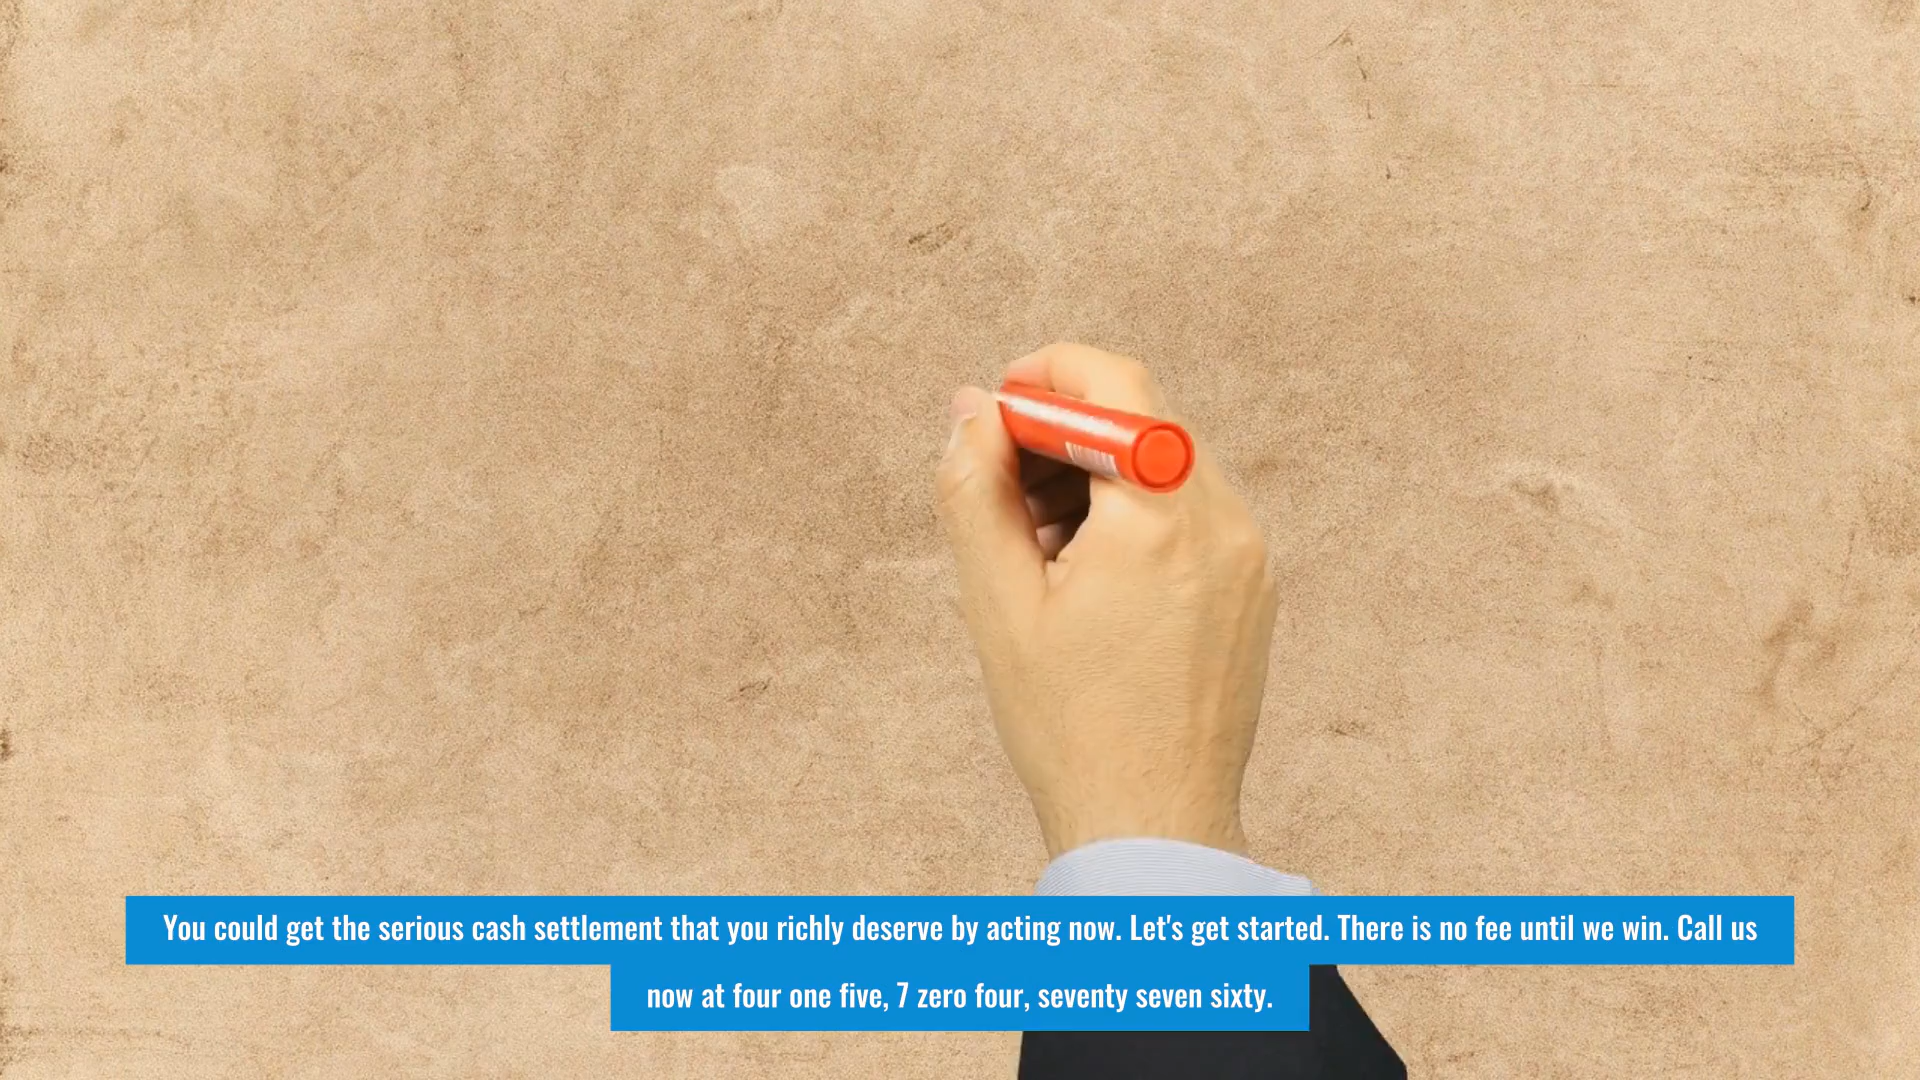 You could get the serious cash settlement that you richly deserve by acting now. Let's get started. There is no fee until we win. Call us
now at four one five, 7 zero four, seventy seven sixty.